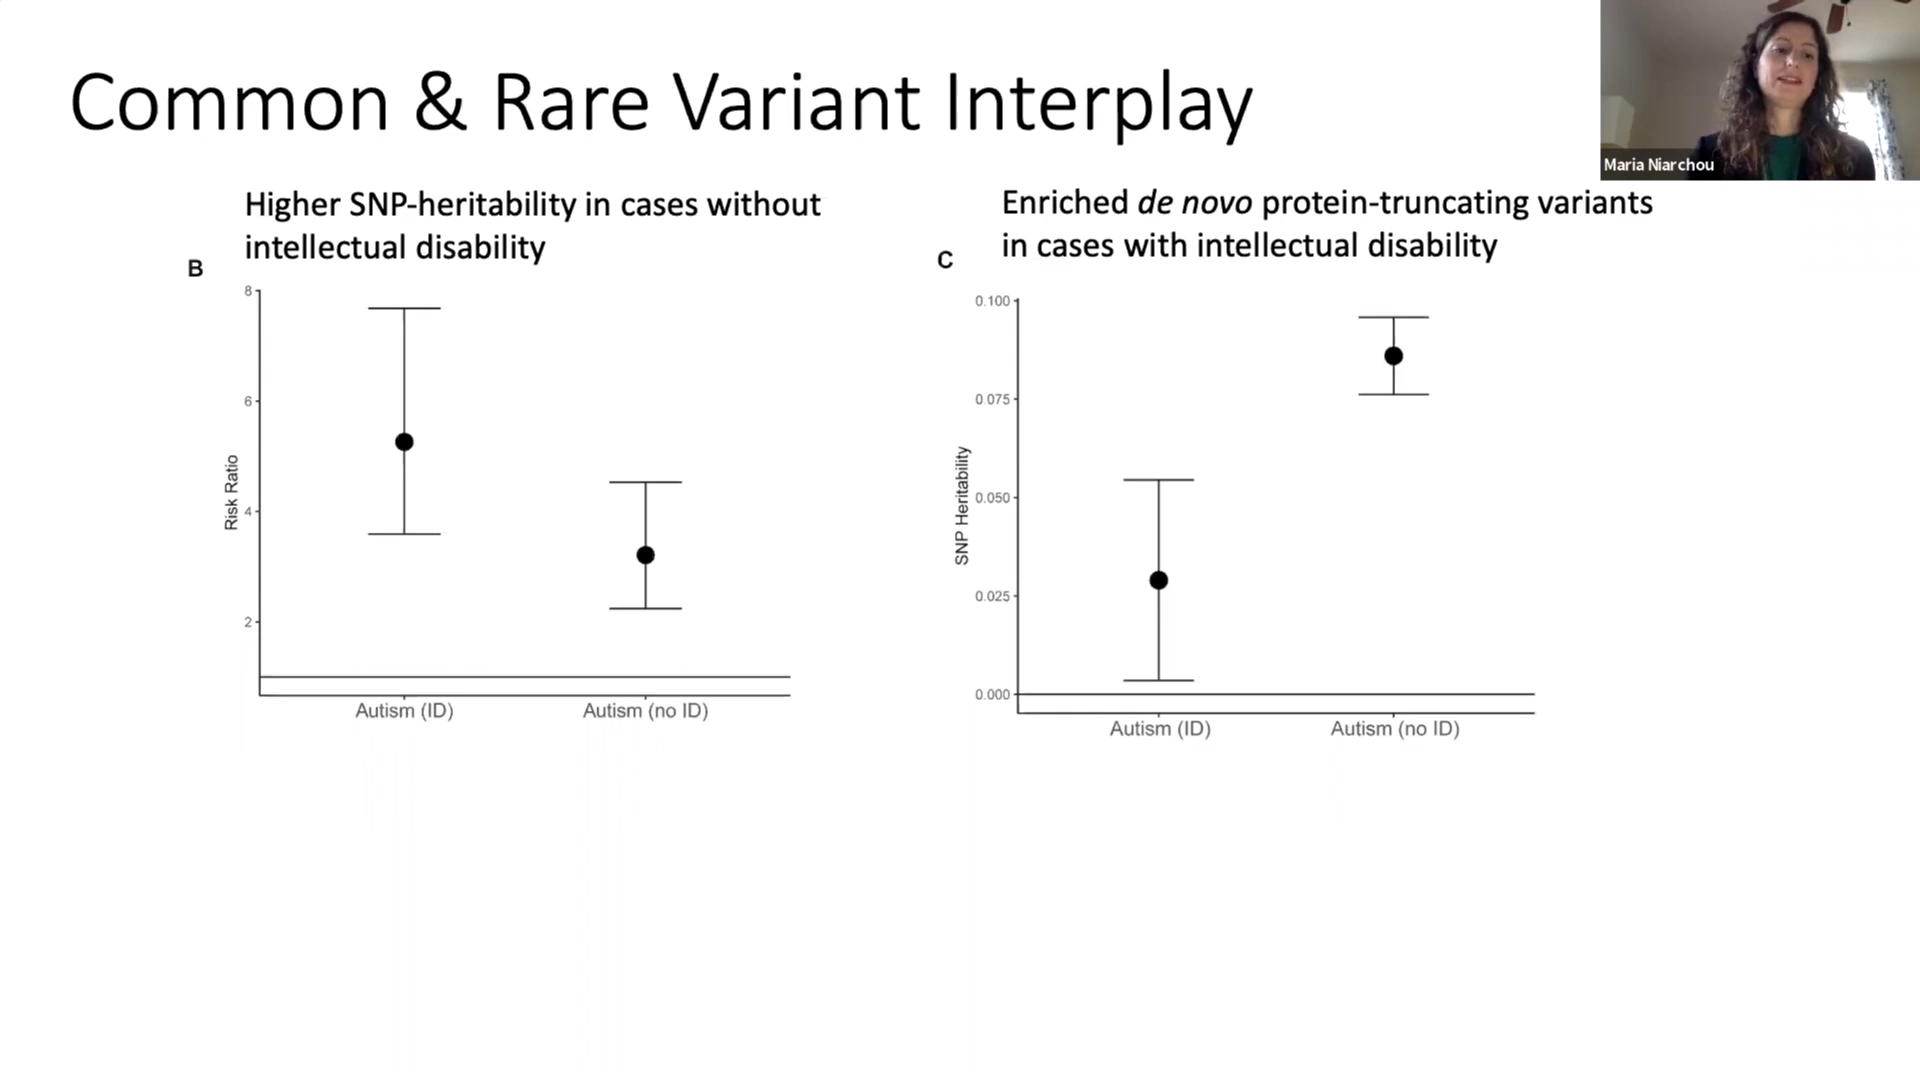 Common & Rare Variant Interplay
Maria Niarchou
Higher SNP-heritability in cases without
intellectual disability
B
8
6
4
2
Risk Ratio
Autism (ID)
Autism (no ID)
Enriched de novo protein-truncating variants
in cases with intellectual disability
C
0.100
0.075
0.050
0.025
0.000
SNP Heritability
Autism (ID)
Autism (no ID)